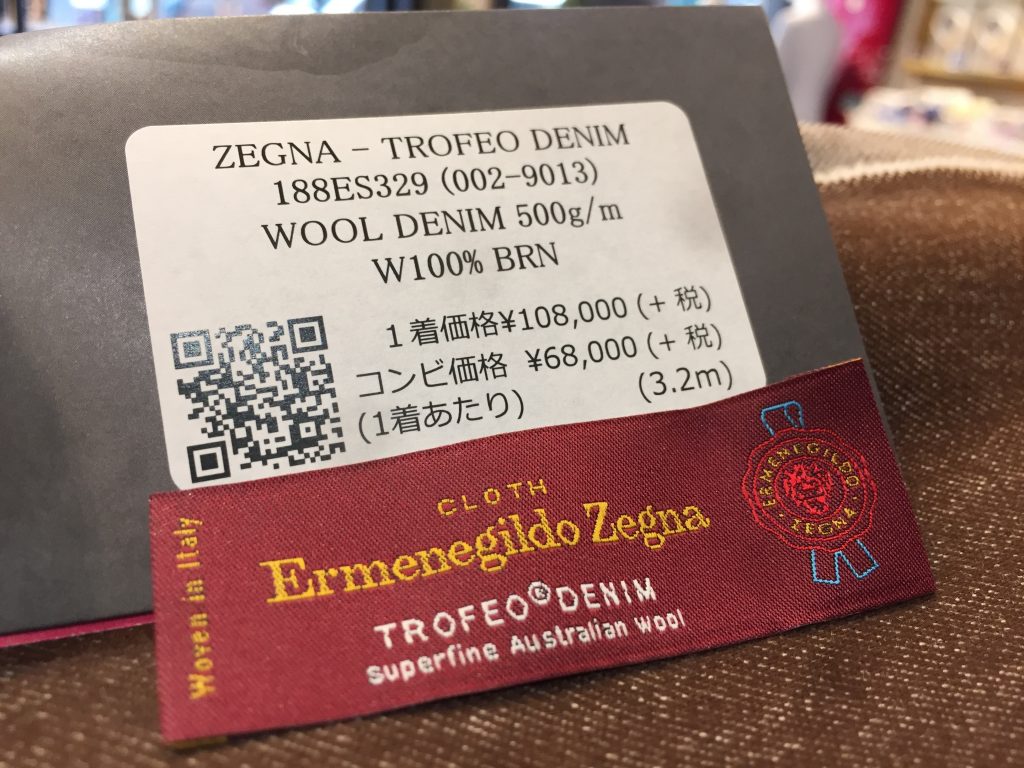 ZEGNA – TROFEO DENIM
188ES329 (002-9013)
WOOL DENIM 500g/m
W100% BRN
1着価格¥108,000 (+ 税)
コンビ価格 ¥68,000 (+ 税)
(1着あたり) (3.2m)
CLOTH
Ermenegildo Zegna
TROFEO® DENIM
Superfine Australian Wool
Woven in Italy
ERMENEGILDO
ZEGNA